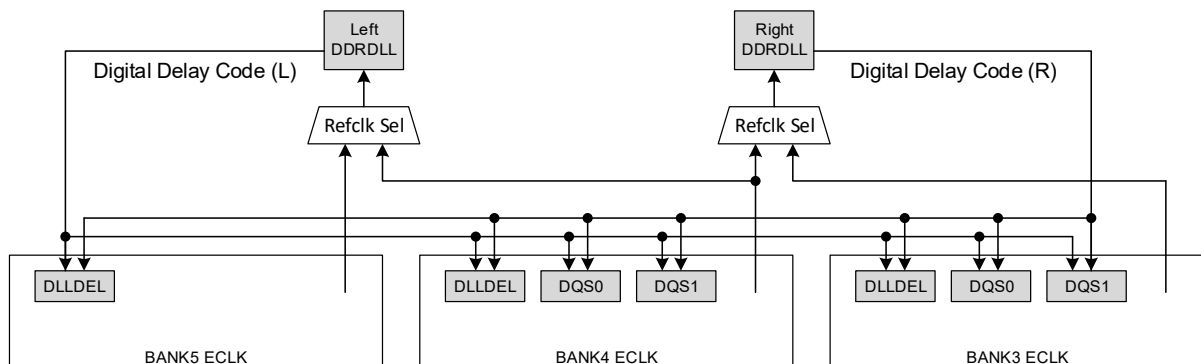 Left
DDRDLL
Right
DDRDLL
Digital Delay Code (L)
Digital Delay Code (R)
Refclk Sel
Refclk Sel
DLLDEL
DLLDEL
DQS0
DQS1
DLLDEL
DQS0
DQS1
BANK5 ECLK
BANK4 ECLK
BANK3 ECLK